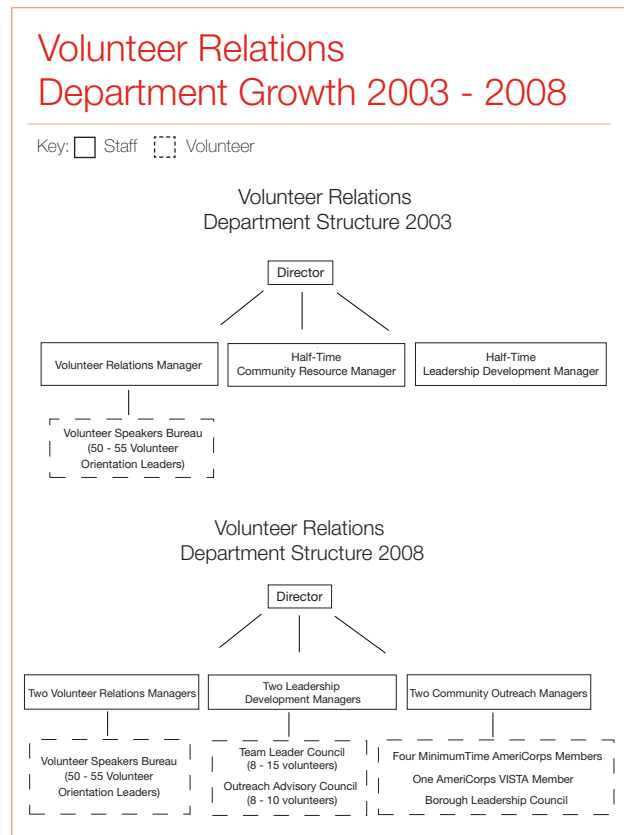 Volunteer Relations
Department Growth 2003 - 2008
Key: Staff Volunteer
Volunteer Relations
Department Structure 2003
Director
Volunteer Relations Manager
Half-Time
Community Resource Manager
Half-Time
Leadership Development Manager
Volunteer Speakers Bureau
(50 - 55 Volunteer
Orientation Leaders)
Volunteer Relations
Department Structure 2008
Director
Two Volunteer Relations Managers
Two Leadership
Development Managers
Two Community Outreach Managers
Volunteer Speakers Bureau
(50 - 55 Volunteer
Orientation Leaders)
Team Leader Council
(8 - 15 volunteers)
Outreach Advisory Council
(8 - 10 volunteers)
Four MinimumTime AmeriCorps Members
One AmeriCorps VISTA Member
Borough Leadership Council